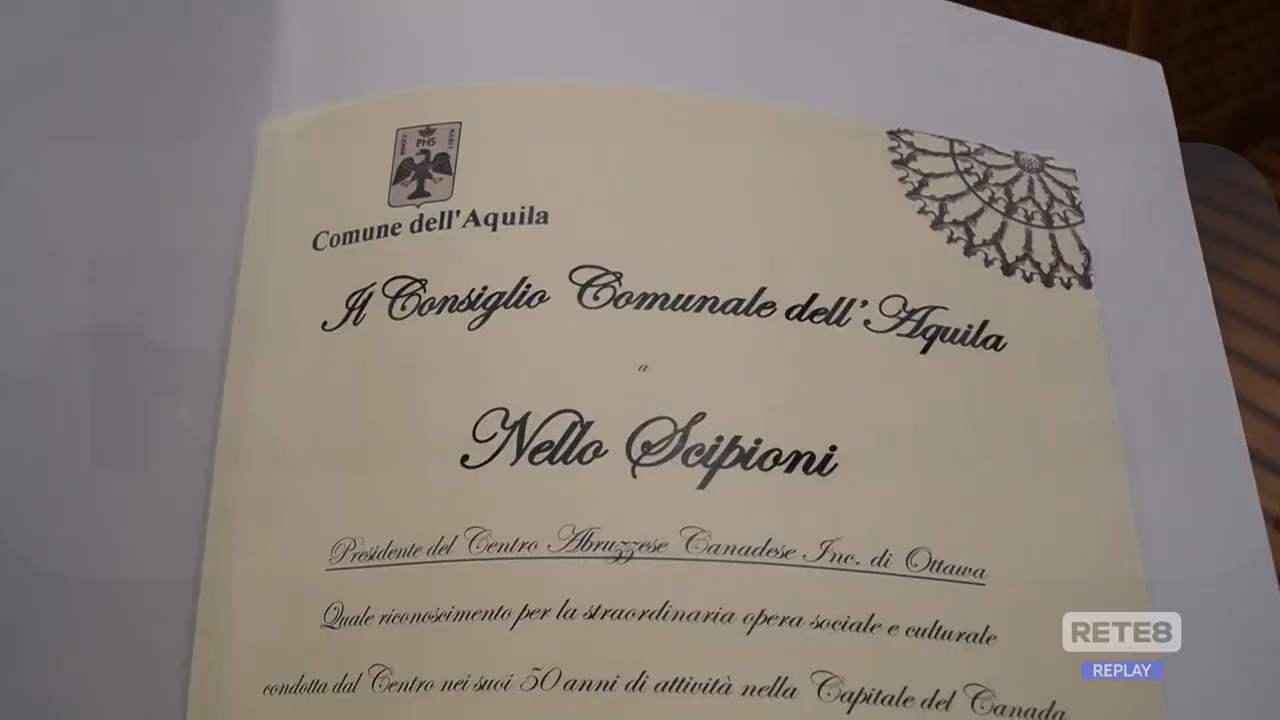 PHS
Comune dell'Aquila
Il Consiglio Comunale dell'Aquila
a
Nello Scipioni
Presidente del Centro Abruzzese Canadese Inc. di Ottawa
Quale riconoscimento per la straordinaria opera sociale e culturale
condotta dal Centro nei suoi 50 anni di attività nella Capitale del Canada
RETE8
REPLAY